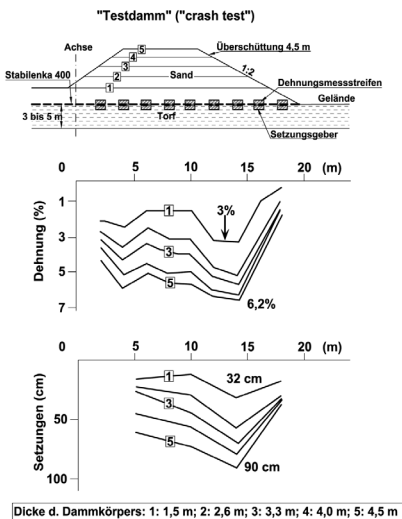 "Testdamm" ("crash test")
Achse
5
Überschüttung 4,5 m
4
3
1:2
Stabilenka 400
2
Sand
Dehnungsmessstreifen
1
Gelände
3 bis 5 m
Torf
Setzungsgeber
0 5 10 15 20 (m)
Dehnung (%)
1
3
5
7
1
3%
3
5
6,2%
0 5 10 15 20 (m)
Setzungen (cm)
50
100
1
32 cm
3
5
90 cm
Dicke d. Dammkörpers: 1: 1,5 m; 2: 2,6 m; 3: 3,3 m; 4: 4,0 m; 5: 4,5 m